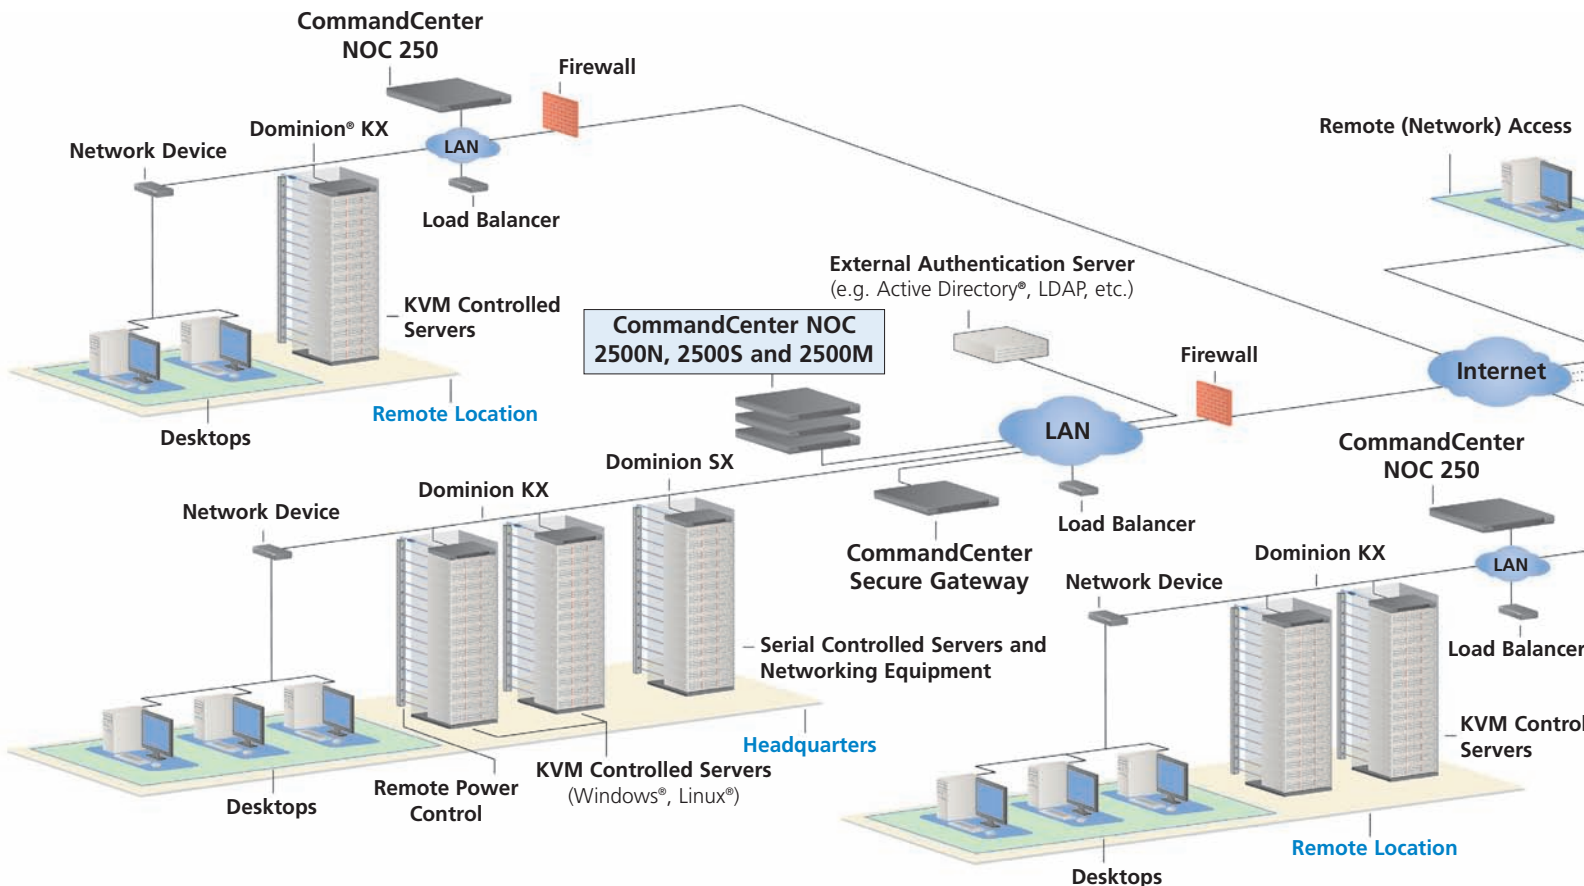 CommandCenter
NOC 250
Firewall
Dominion® KX
Network Device
LAN
Load Balancer
KVM Controlled
Servers
Remote Location
Desktops
Remote (Network) Access
External Authentication Server
(e.g. Active Directory®, LDAP, etc.)
CommandCenter NOC
2500N, 2500S and 2500M
Firewall
Internet
LAN
Dominion SX
Dominion KX
Network Device
Load Balancer
CommandCenter
Secure Gateway
Serial Controlled Servers and
Networking Equipment
Headquarters
KVM Controlled Servers
(Windows®, Linux®)
Remote Power
Control
Desktops
CommandCenter
NOC 250
Dominion KX
LAN
Network Device
Load Balancer
KVM Control
Servers
Remote Location
Desktops